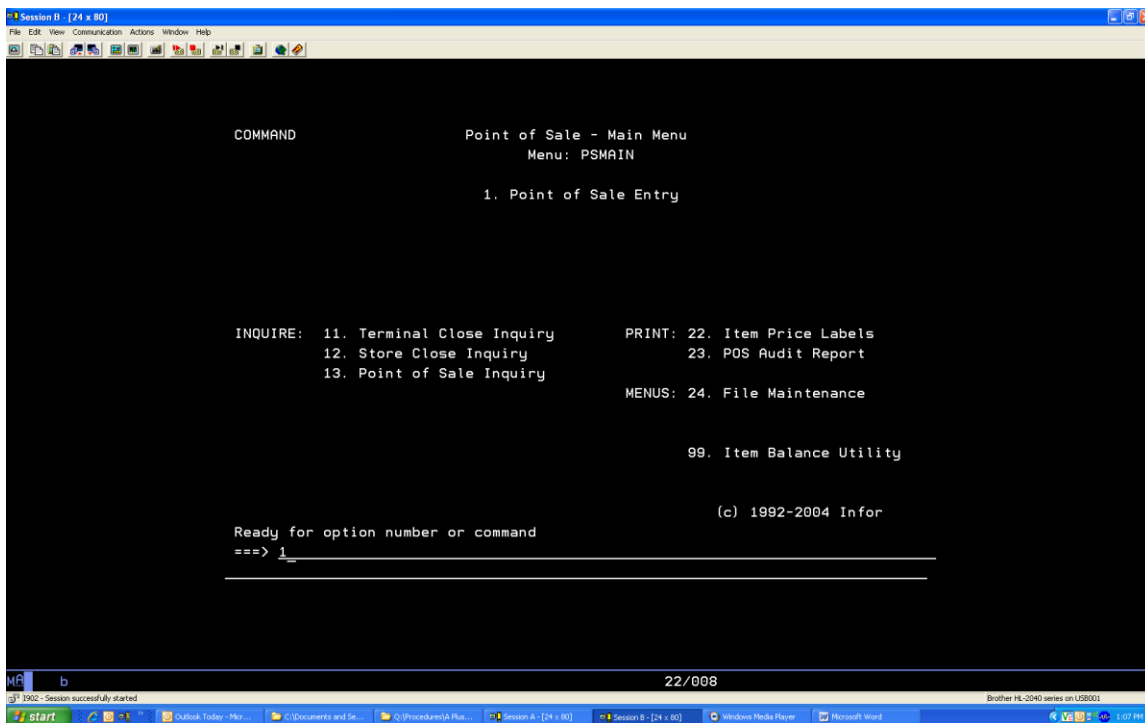 Session B - [24 x 80]
File Edit View Communication Actions Window Help
COMMAND Point of Sale - Main Menu
Menu: PSMAIN
1. Point of Sale Entry
INQUIRE: 11. Terminal Close Inquiry PRINT: 22. Item Price Labels
12. Store Close Inquiry 23. POS Audit Report
13. Point of Sale Inquiry
MENUS: 24. File Maintenance
99. Item Balance Utility
(c) 1992-2004 Infor
Ready for option number or command
===> 1
MA b 22/008
I902 - Session successfully started Brother HL-2040 series on USB001
start Outlook Today - Micr... C:\Documents and Se... Q:\Procedures\A Plus... Session A - [24 x 80] Session B - [24 x 80] Windows Media Player Microsoft Word 1:07